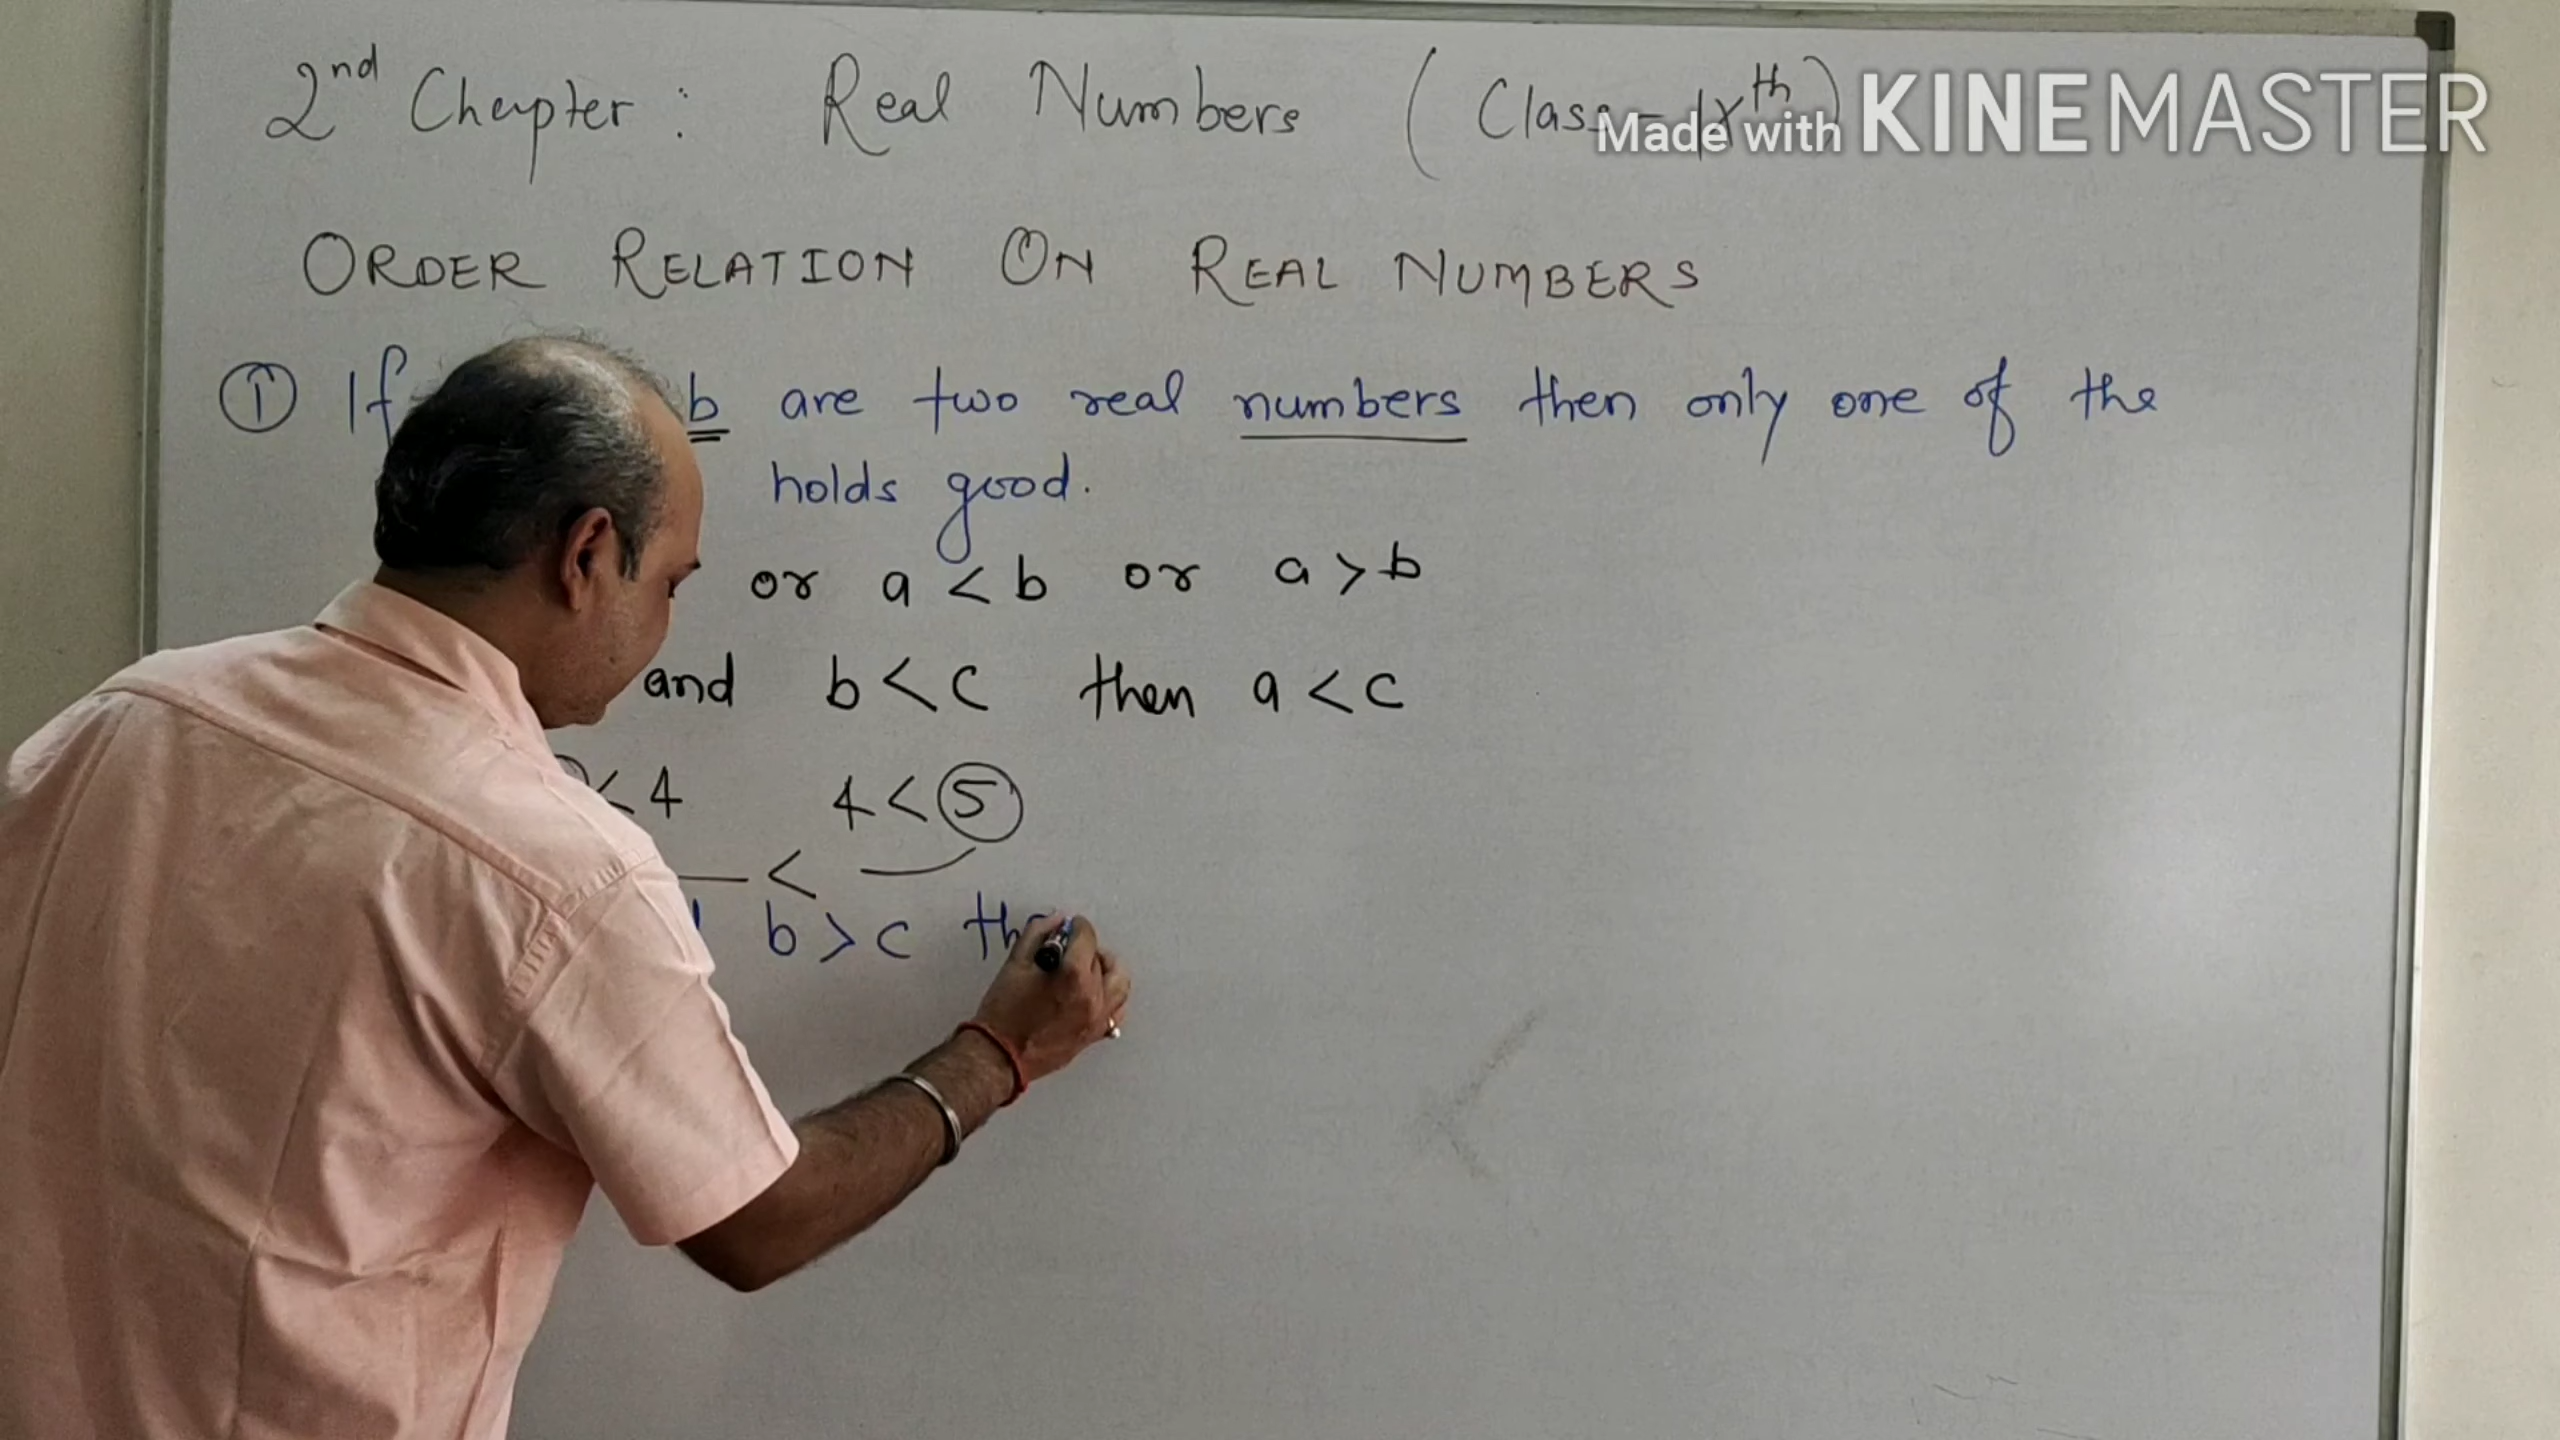 2nd Chapter : Real Numbers (Class - IXth)
Made with KINEMASTER
ORDER RELATION ON REAL NUMBERS
① If b are two real numbers then only one of the
holds good.
or a < b or a > b
and b < c then a < c
< 4 4 < 5
<
b > c